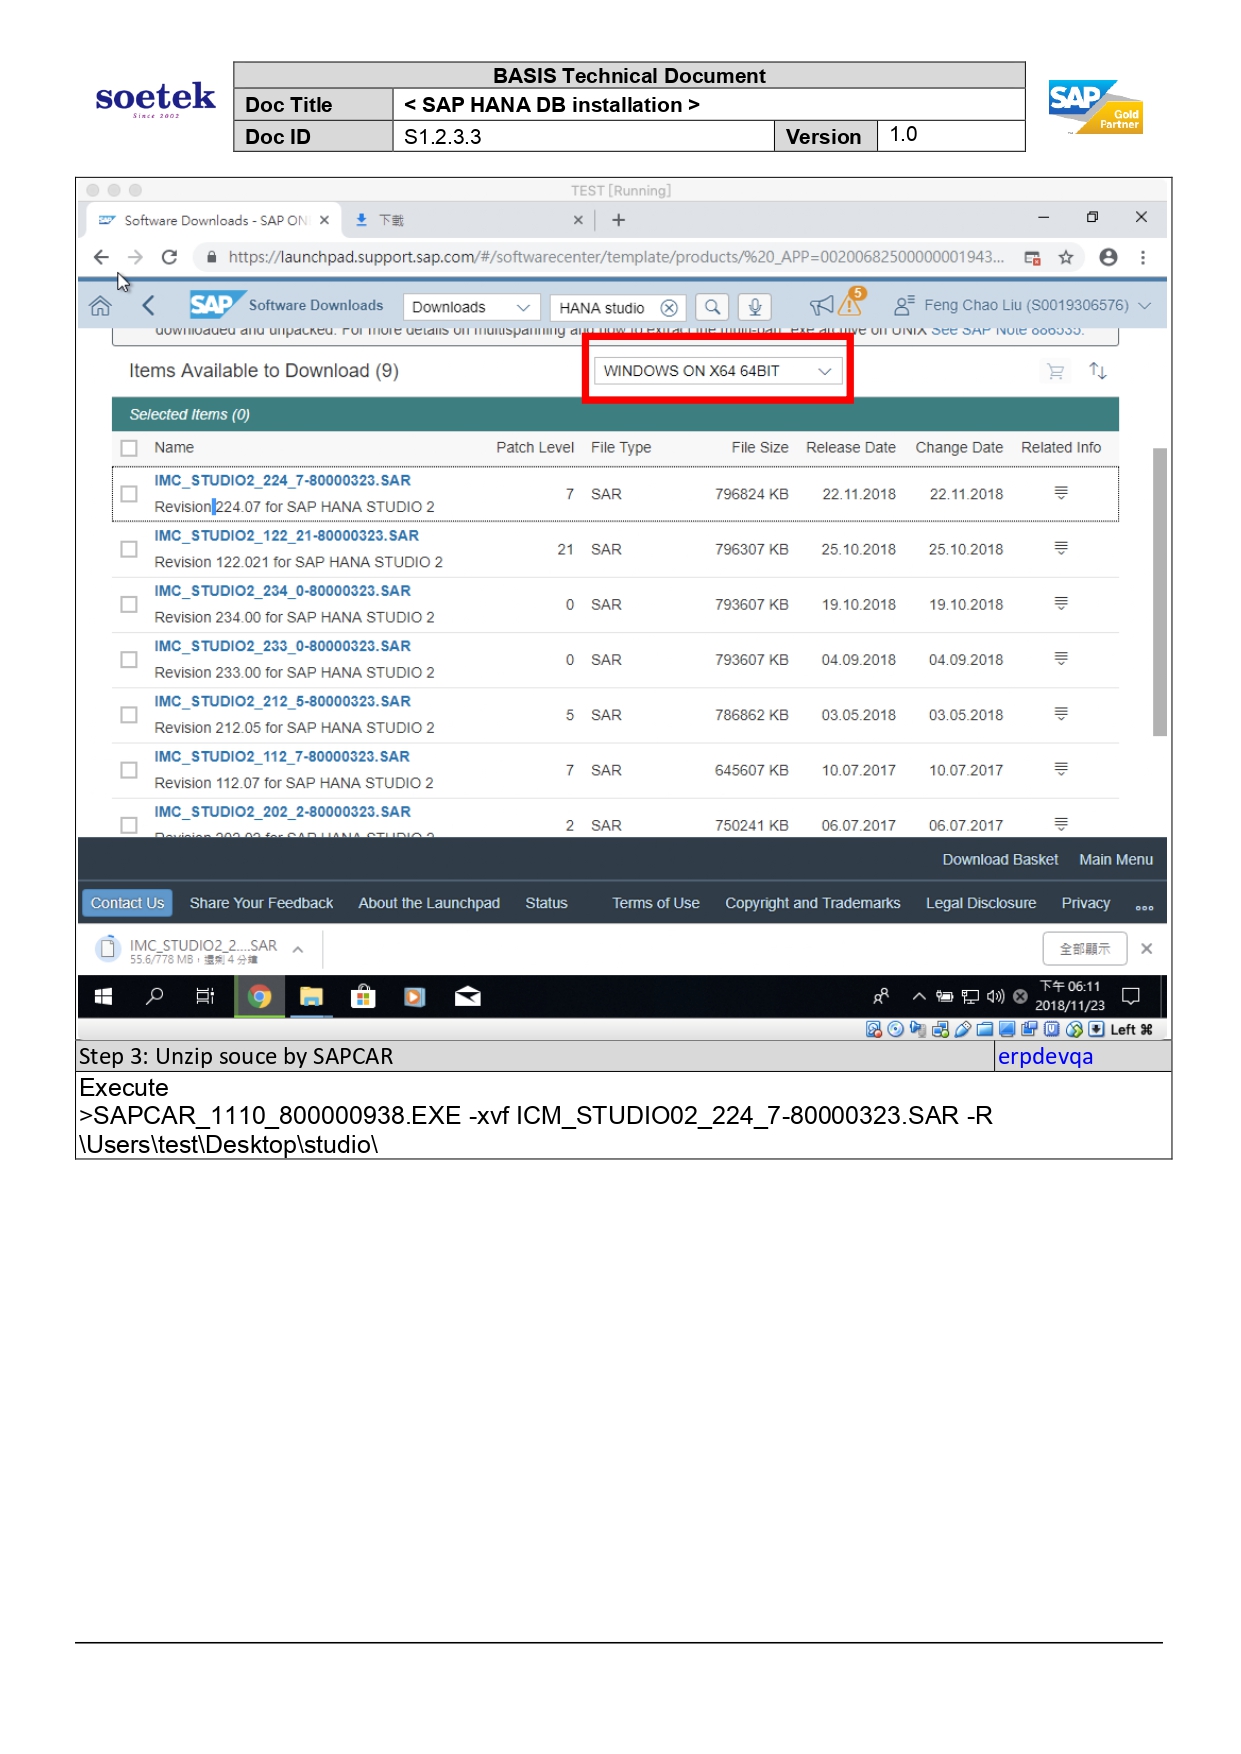 soetek
Since 2002
BASIS Technical Document
Doc Title < SAP HANA DB installation >
Doc ID S1.2.3.3 Version 1.0
SAP Gold Partner
TEST [Running]
Software Downloads - SAP ON 下載
https://launchpad.support.sap.com/#/softwarecenter/template/products/%20_APP=00200682500000001943...
SAP Software Downloads Downloads HANA studio 5 Feng Chao Liu (S0019306576)
downloaded and unpacked. For more details on multispanning and how to extract the multi-part .exe archive on UNIX See SAP Note 886535.
Items Available to Download (9) WINDOWS ON X64 64BIT
Selected Items (0)
Name Patch Level File Type File Size Release Date Change Date Related Info
IMC_STUDIO2_224_7-80000323.SAR
Revision 224.07 for SAP HANA STUDIO 2 7 SAR 796824 KB 22.11.2018 22.11.2018
IMC_STUDIO2_122_21-80000323.SAR
Revision 122.021 for SAP HANA STUDIO 2 21 SAR 796307 KB 25.10.2018 25.10.2018
IMC_STUDIO2_234_0-80000323.SAR
Revision 234.00 for SAP HANA STUDIO 2 0 SAR 793607 KB 19.10.2018 19.10.2018
IMC_STUDIO2_233_0-80000323.SAR
Revision 233.00 for SAP HANA STUDIO 2 0 SAR 793607 KB 04.09.2018 04.09.2018
IMC_STUDIO2_212_5-80000323.SAR
Revision 212.05 for SAP HANA STUDIO 2 5 SAR 786862 KB 03.05.2018 03.05.2018
IMC_STUDIO2_112_7-80000323.SAR
Revision 112.07 for SAP HANA STUDIO 2 7 SAR 645607 KB 10.07.2017 10.07.2017
IMC_STUDIO2_202_2-80000323.SAR
Revision 202.02 for SAP HANA STUDIO 2 2 SAR 750241 KB 06.07.2017 06.07.2017
Download Basket Main Menu
Contact Us Share Your Feedback About the Launchpad Status Terms of Use Copyright and Trademarks Legal Disclosure Privacy
IMC_STUDIO2_2....SAR
55.6/778 MB，還剩 4 分鐘 全部顯示
下午 06:11
2018/11/23
Left ⌘
Step 3: Unzip souce by SAPCAR erpdevqa
Execute
>SAPCAR_1110_800000938.EXE -xvf ICM_STUDIO02_224_7-80000323.SAR -R
\Users\test\Desktop\studio\